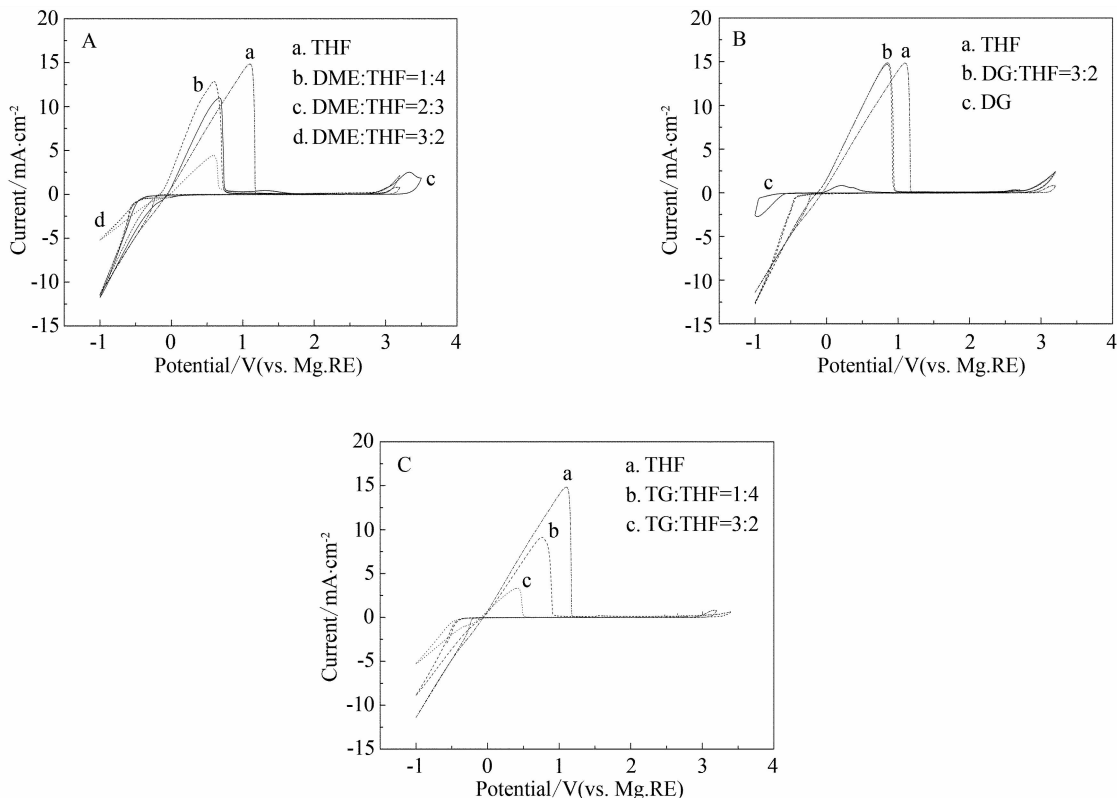 A
a. THF
b. DME:THF=1:4
c. DME:THF=2:3
d. DME:THF=3:2
a
b
c
d
20
15
10
5
0
-5
-10
-15
Current/mA·cm-2
-1 0 1 2 3 4
Potential/V(vs. Mg.RE)
B
a. THF
b. DG:THF=3:2
c. DG
b a
c
20
15
10
5
0
-5
-10
-15
Current/mA·cm-2
-1 0 1 2 3 4
Potential/V(vs. Mg.RE)
C
a. THF
b. TG:THF=1:4
c. TG:THF=3:2
a
b
c
20
15
10
5
0
-5
-10
-15
Current/mA·cm-2
-1 0 1 2 3 4
Potential/V(vs. Mg.RE)